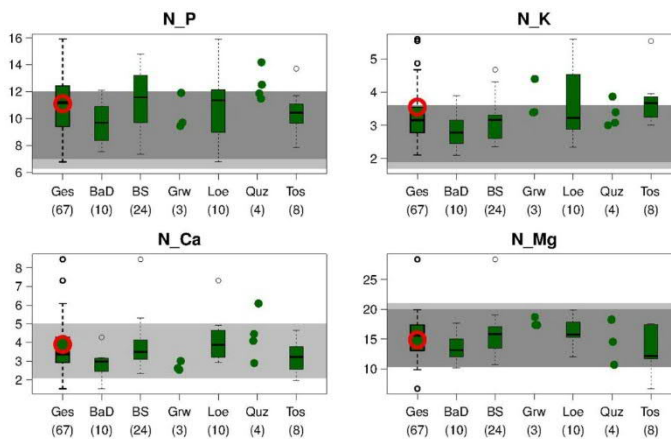 N_P
16
14
12
10
8
6
Ges BaD BS Grw Loe Quz Tos
(67) (10) (24) (3) (10) (4) (8)
N_K
5
4
3
2
Ges BaD BS Grw Loe Quz Tos
(67) (10) (24) (3) (10) (4) (8)
N_Ca
8
7
6
5
4
3
2
Ges BaD BS Grw Loe Quz Tos
(67) (10) (24) (3) (10) (4) (8)
N_Mg
25
20
15
10
Ges BaD BS Grw Loe Quz Tos
(67) (10) (24) (3) (10) (4) (8)